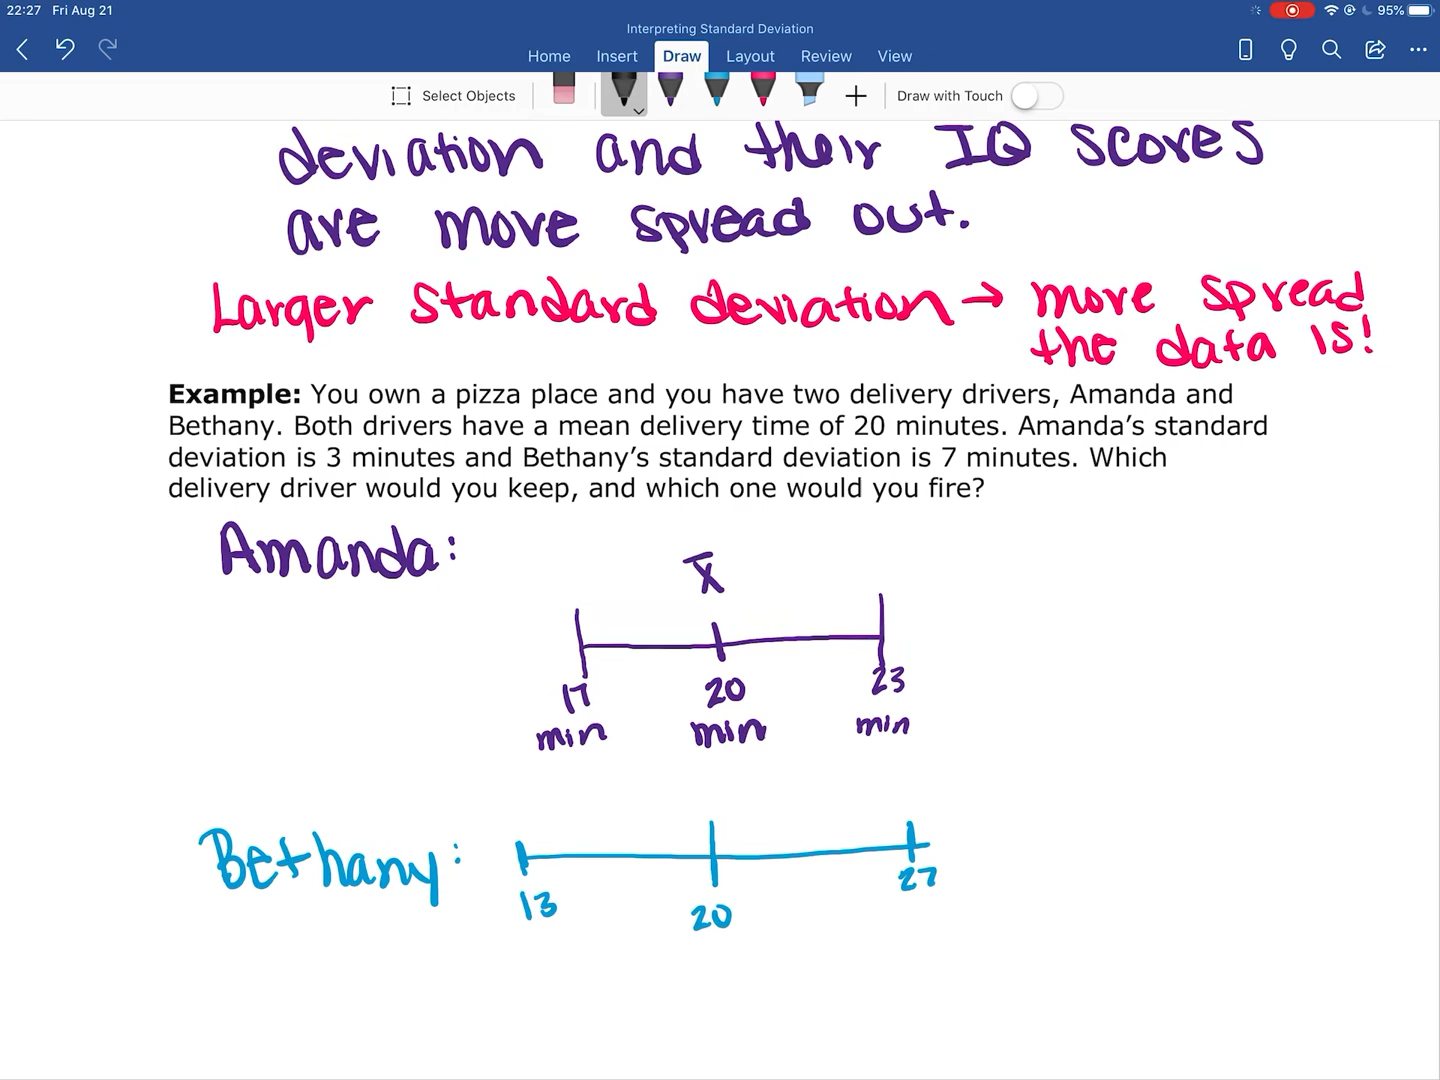 22:27 Fri Aug 21
95%
Interpreting Standard Deviation
Home Insert Draw Layout Review View
Select Objects
Draw with Touch
deviation and their IQ scores
are more spread out.
Larger standard deviation → more spread
the data is!
Example: You own a pizza place and you have two delivery drivers, Amanda and
Bethany. Both drivers have a mean delivery time of 20 minutes. Amanda’s standard
deviation is 3 minutes and Bethany’s standard deviation is 7 minutes. Which
delivery driver would you keep, and which one would you fire?
Amanda:
x̄
17 20 23
min min min
Bethany:
13 20 27